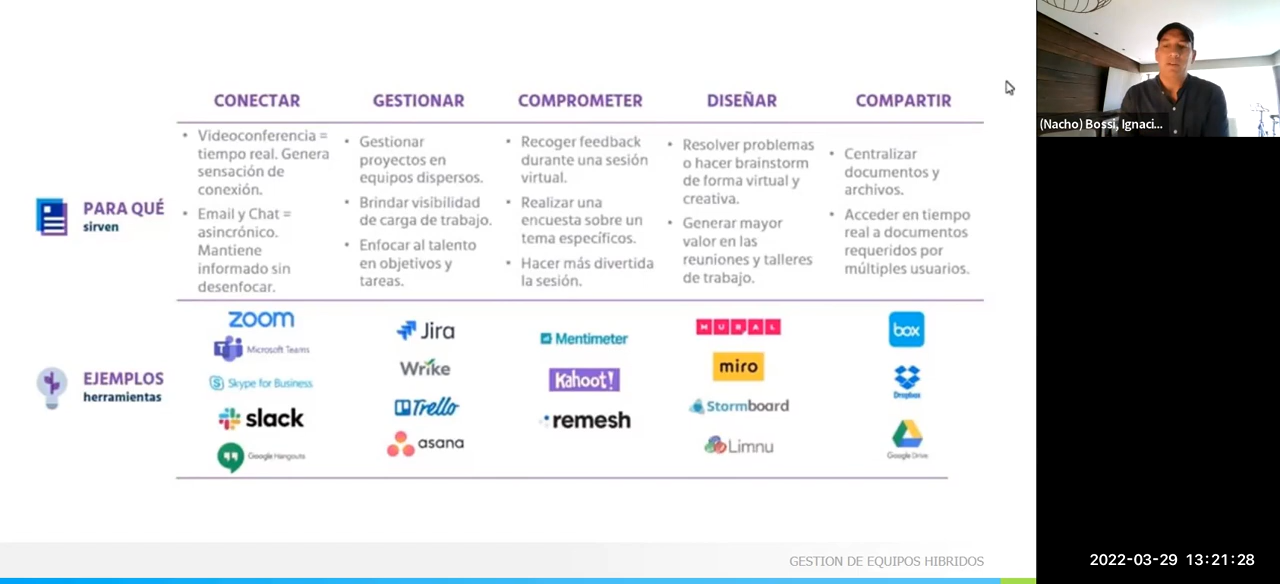 CONECTAR
GESTIONAR
COMPROMETER
DISEÑAR
COMPARTIR
PARA QUÉ
sirven
• Videoconferencia =
tiempo real. Genera
sensación de
conexión.
• Email y Chat =
asincrónico.
Mantiene
informado sin
desenfocar.
• Gestionar
proyectos en
equipos dispersos.
• Brindar visibilidad
de carga de trabajo.
• Enfocar al talento
en objetivos y
tareas.
• Recoger feedback
durante una sesión
virtual.
• Realizar una
encuesta sobre un
tema específicos.
• Hacer más divertida
la sesión.
• Resolver problemas
o hacer brainstorm
de forma virtual y
creativa.
• Generar mayor
valor en las
reuniones y talleres
de trabajo.
• Centralizar
documentos y
archivos.
• Acceder en tiempo
real a documentos
requeridos por
múltiples usuarios.
EJEMPLOS
herramientas
zoom
Microsoft Teams
Skype for Business
slack
Google Hangouts
Jira
Wrike
Trello
asana
Mentimeter
Kahoot!
remesh
MURAL
miro
Stormboard
Limnu
box
Dropbox
Google Drive
GESTION DE EQUIPOS HIBRIDOS
(Nacho) Bossi, Ignaci...
2022-03-29 13:21:28